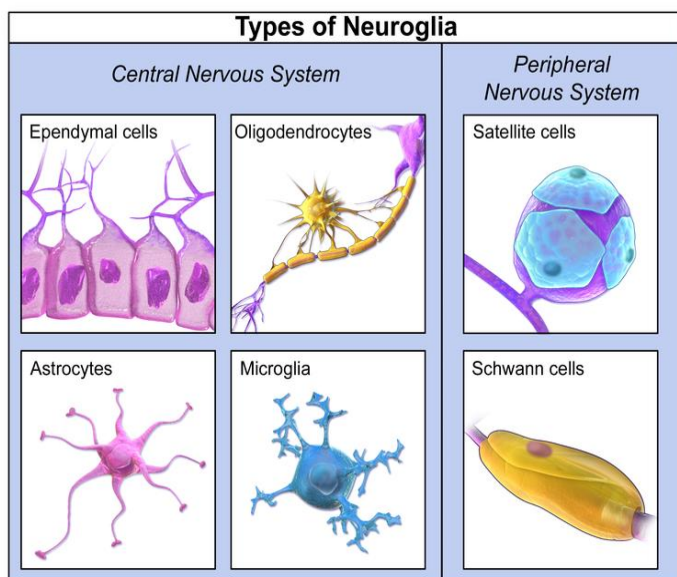 Types of Neuroglia
Central Nervous System
Peripheral
Nervous System
Ependymal cells
Oligodendrocytes
Satellite cells
Astrocytes
Microglia
Schwann cells